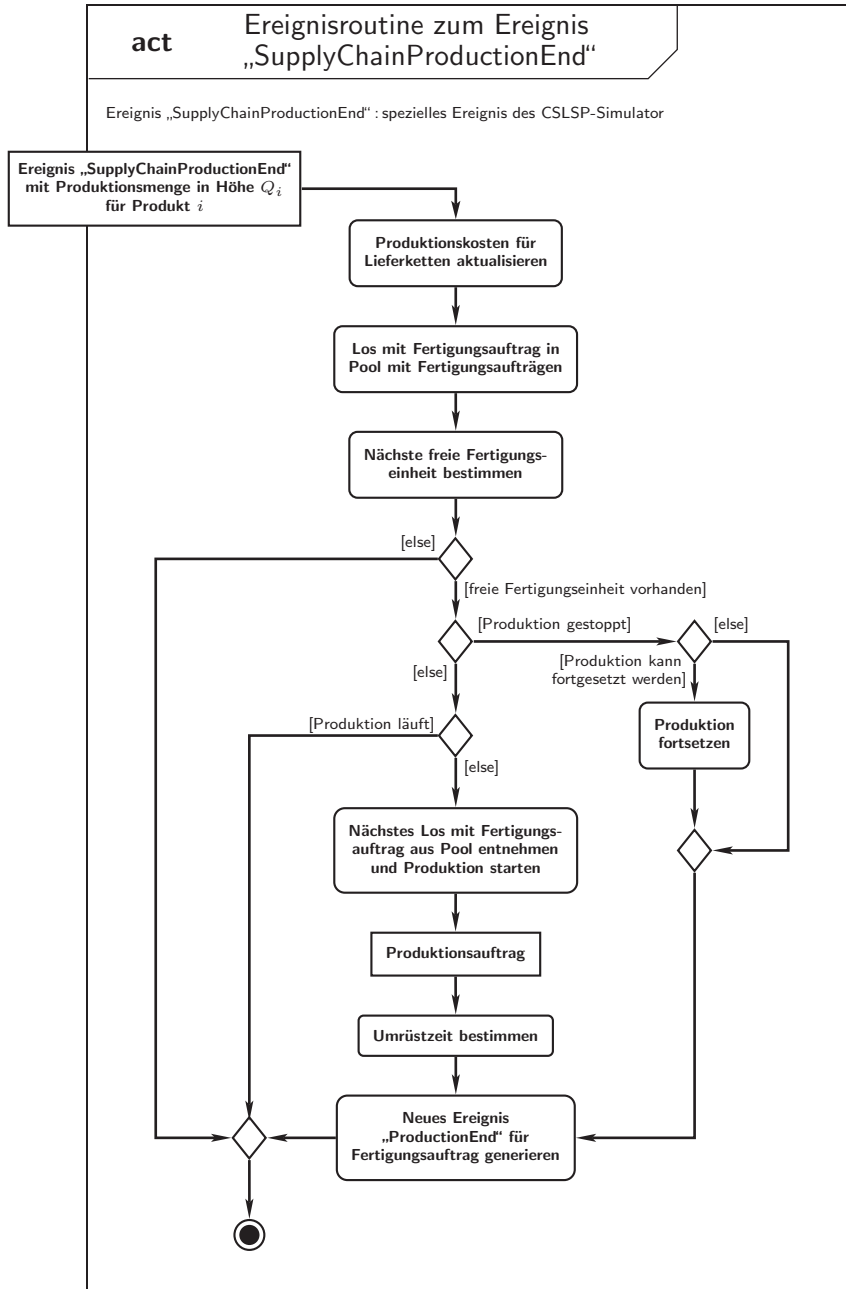 act
Ereignisroutine zum Ereignis
„SupplyChainProductionEnd“
Ereignis „SupplyChainProductionEnd“ : spezielles Ereignis des CSLSP-Simulator
Ereignis „SupplyChainProductionEnd“
mit Produktionsmenge in Höhe Q_i
für Produkt i
Produktionskosten für
Lieferketten aktualisieren
Los mit Fertigungsauftrag in
Pool mit Fertigungsaufträgen
Nächste freie Fertigungs-
einheit bestimmen
[else]
[freie Fertigungseinheit vorhanden]
[Produktion gestoppt]
[else]
[else]
[Produktion kann
fortgesetzt werden]
[Produktion läuft]
Produktion
fortsetzen
[else]
Nächstes Los mit Fertigungs-
auftrag aus Pool entnehmen
und Produktion starten
Produktionsauftrag
Umrüstzeit bestimmen
Neues Ereignis
„ProductionEnd“ für
Fertigungsauftrag generieren